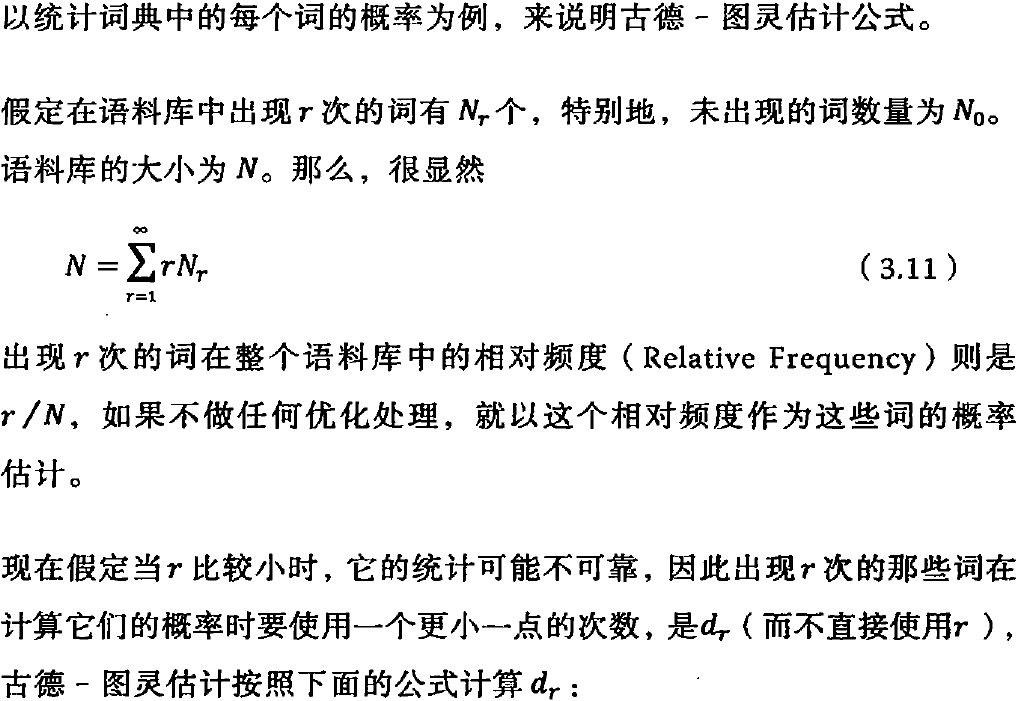 以统计词典中的每个词的概率为例，来说明古德－图灵估计公式。
假定在语料库中出现 r 次的词有 Nᵣ 个，特别地，未出现的词数量为 N₀。
语料库的大小为 N。那么，很显然
N = ∑_{r=1}^{∞} rNᵣ （3.11）
出现 r 次的词在整个语料库中的相对频度（Relative Frequency）则是
r / N，如果不做任何优化处理，就以这个相对频度作为这些词的概率
估计。
现在假定当 r 比较小时，它的统计可能不可靠，因此出现 r 次的那些词在
计算它们的概率时要使用一个更小一点的次数，是 dᵣ（而不直接使用 r ），
古德－图灵估计按照下面的公式计算 dᵣ：